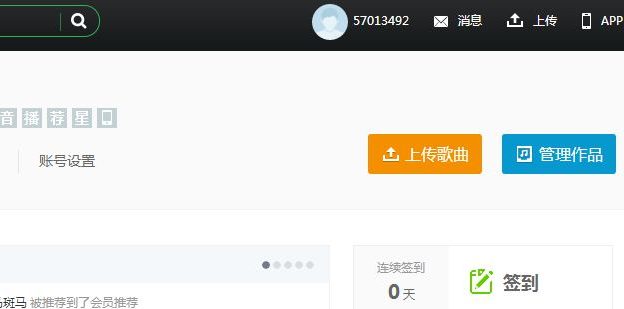 57013492 消息 上传 APP
音播荐星
账号设置
上传歌曲 管理作品
连续签到
0天
签到
斑马 被推荐到了会员推荐